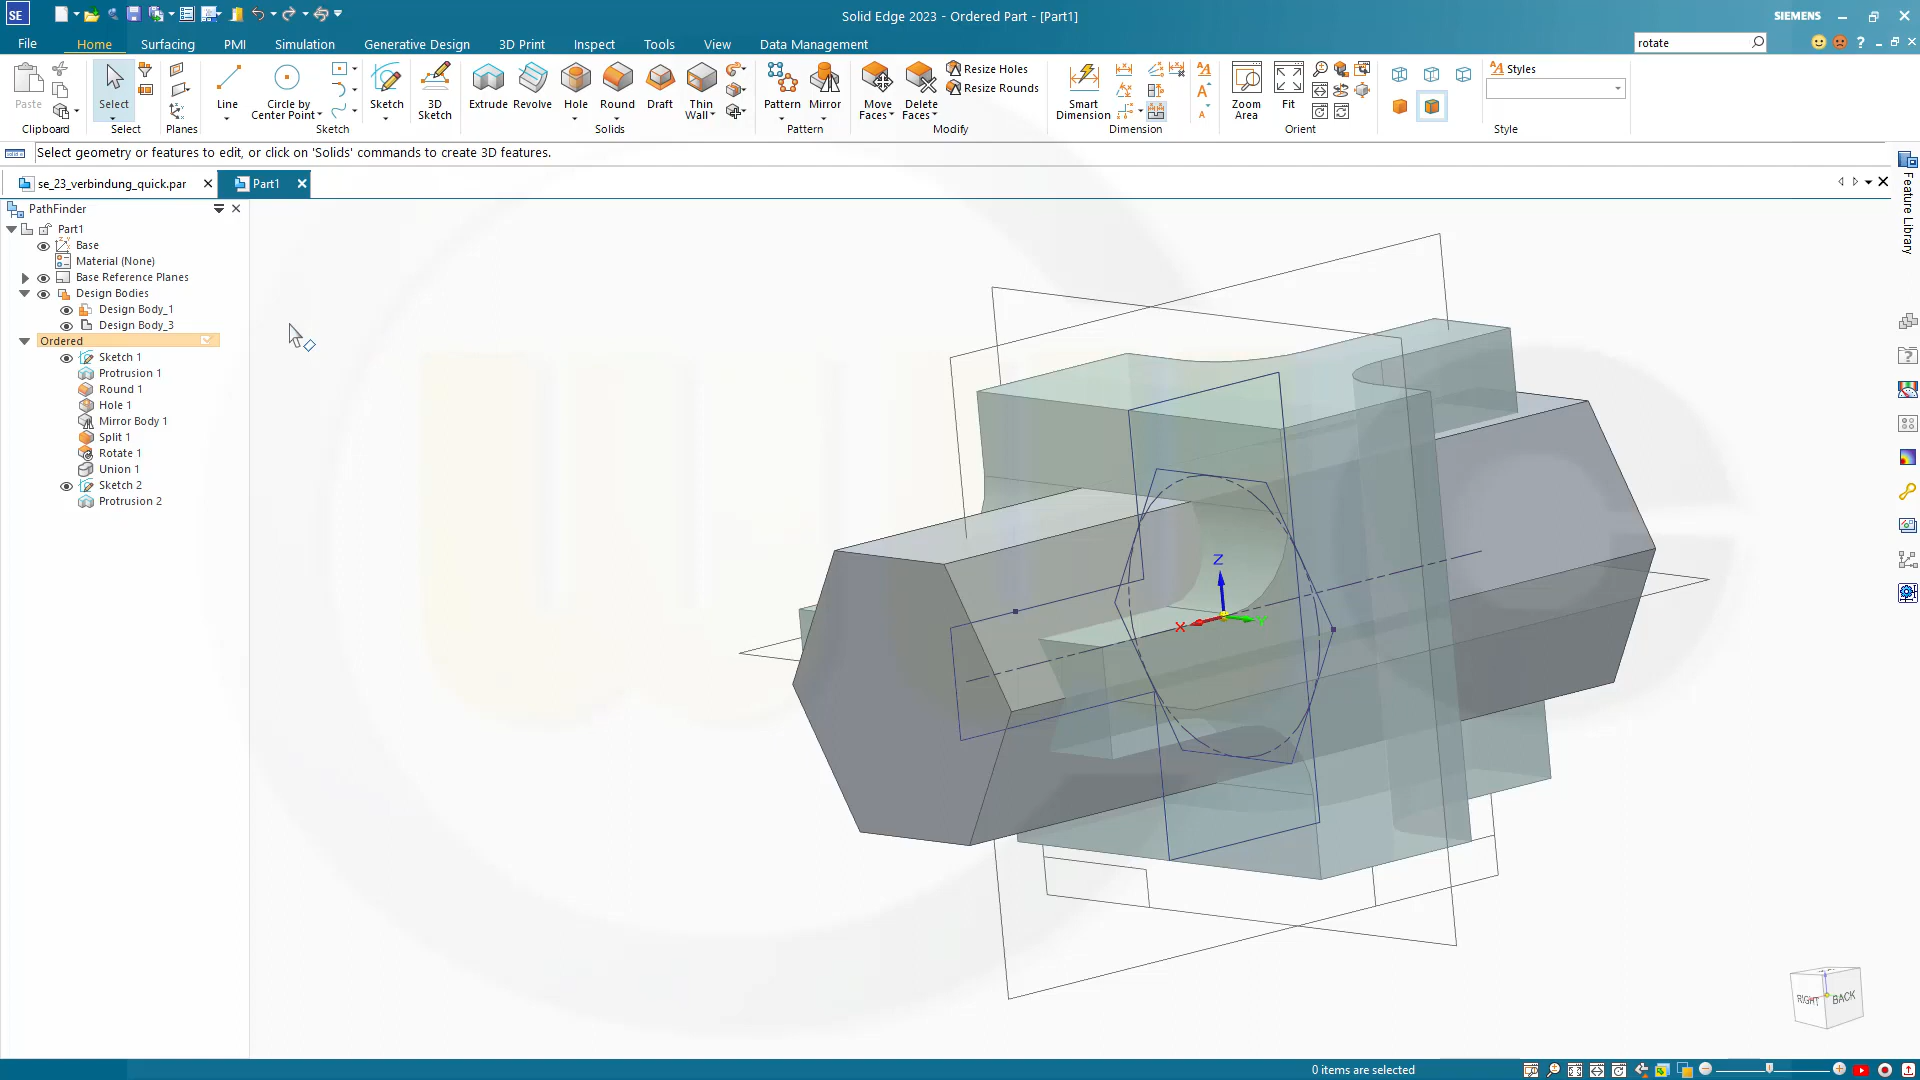 SE
Solid Edge 2023 - Ordered Part - [Part1]
SIEMENS
File
Home
Surfacing
PMI
Simulation
Generative Design
3D Print
Inspect
Tools
View
Data Management
rotate
Paste
Clipboard
Select
Select
Planes
Line
Circle by Center Point
Sketch
Sketch
3D Sketch
Extrude
Revolve
Hole
Round
Draft
Thin Wall
Solids
Pattern
Mirror
Pattern
Move Faces
Delete Faces
Resize Holes
Resize Rounds
Modify
Smart Dimension
Dimension
Zoom Area
Fit
Orient
Styles
Style
Select geometry or features to edit, or click on 'Solids' commands to create 3D features.
se_23_verbindung_quick.par
Part1
PathFinder
Part1
Base
Material (None)
Base Reference Planes
Design Bodies
Design Body_1
Design Body_3
Ordered
Sketch 1
Protrusion 1
Round 1
Hole 1
Mirror Body 1
Split 1
Rotate 1
Union 1
Sketch 2
Protrusion 2
Feature Library
Z
X
Y
RIGHT
BACK
0 items are selected